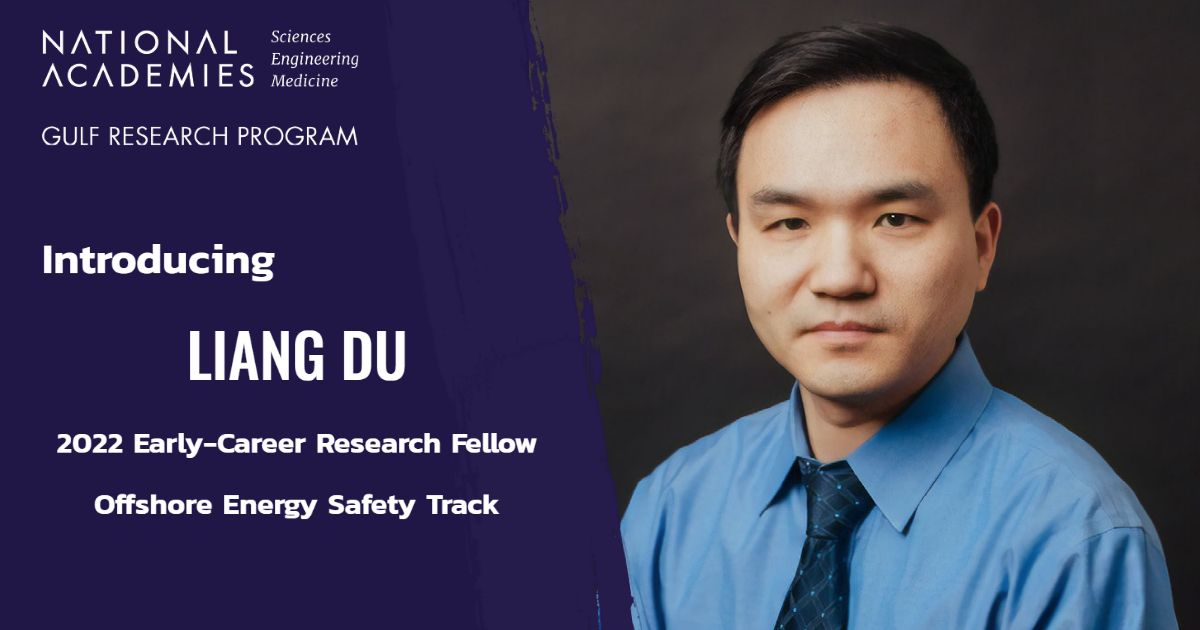 NATIONAL
ACADEMIES
Sciences
Engineering
Medicine
GULF RESEARCH PROGRAM
Introducing
LIANG DU
2022 Early-Career Research Fellow
Offshore Energy Safety Track